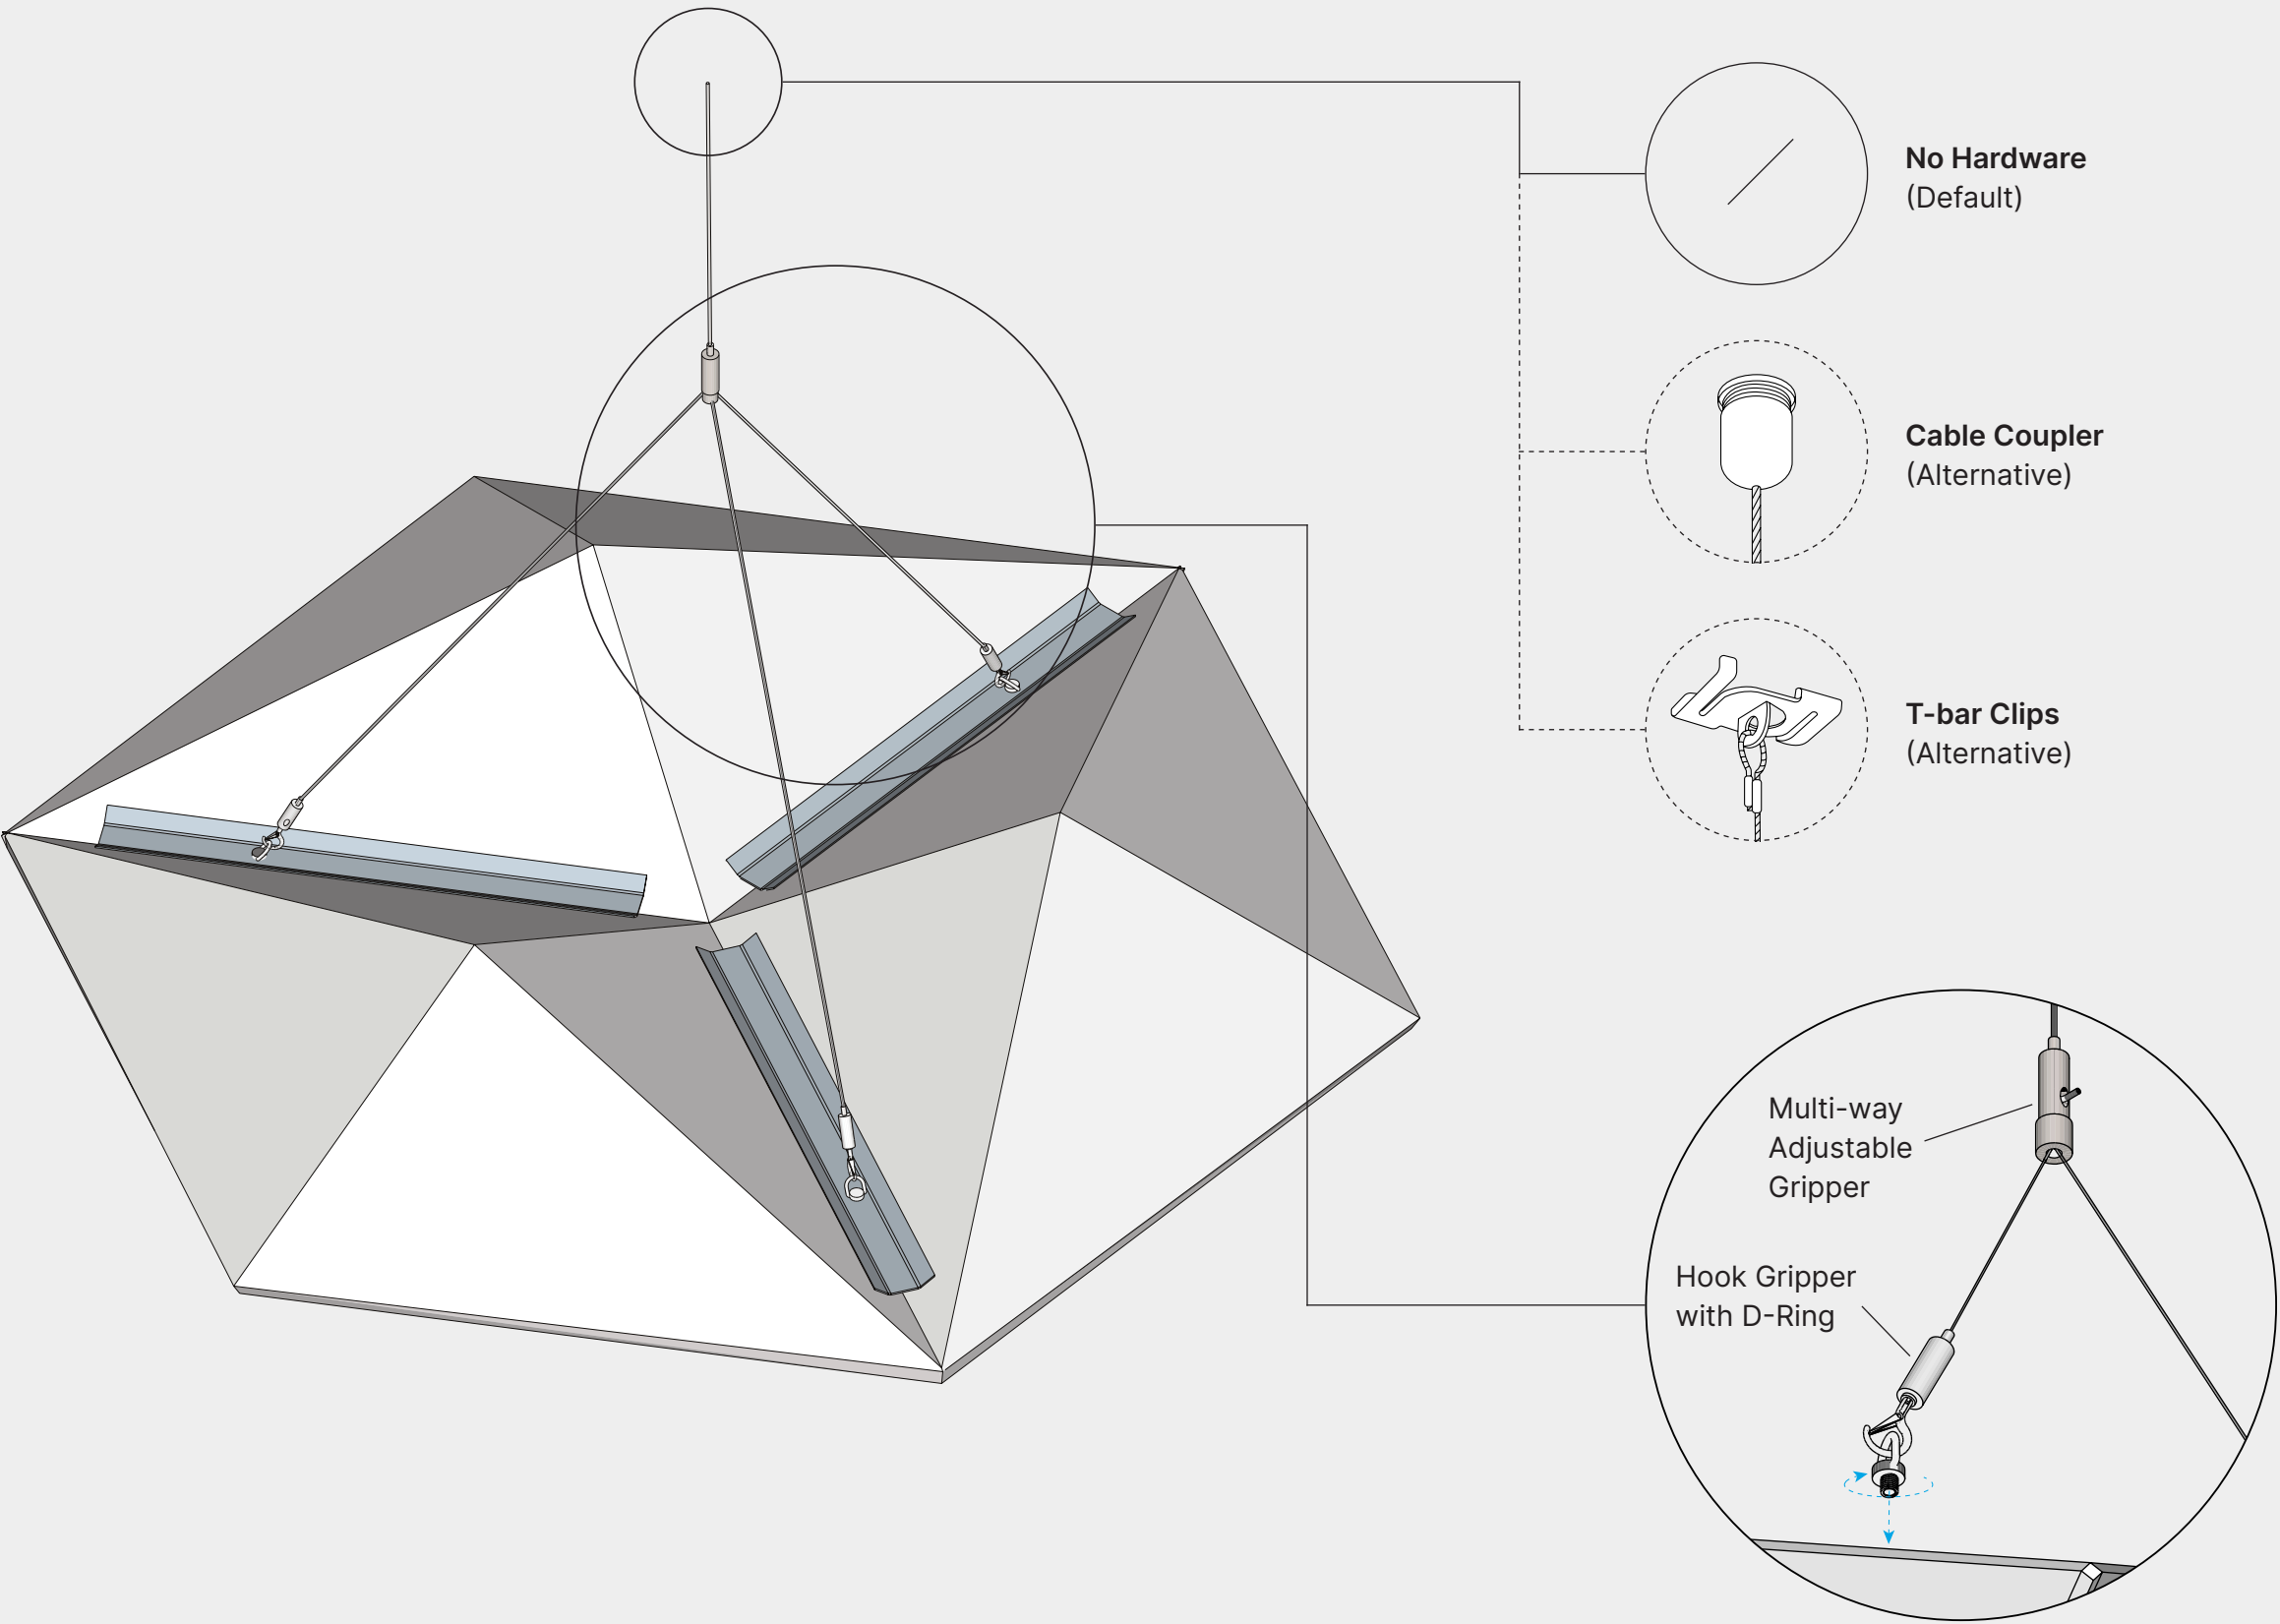 No Hardware
(Default)
Cable Coupler
(Alternative)
T-bar Clips
(Alternative)
Multi-way
Adjustable
Gripper
Hook Gripper
with D-Ring